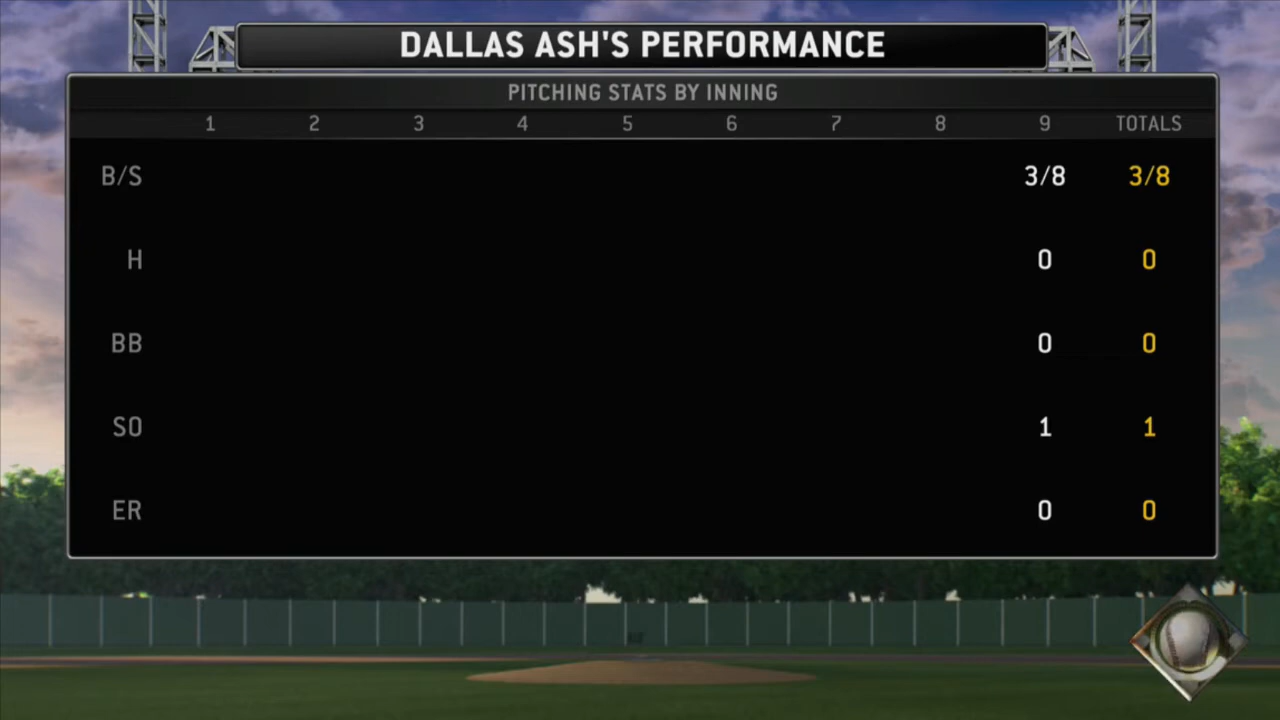 DALLAS ASH'S PERFORMANCE
PITCHING STATS BY INNING
1 2 3 4 5 6 7 8 9 TOTALS
B/S 3/8 3/8
H 0 0
BB 0 0
SO 1 1
ER 0 0